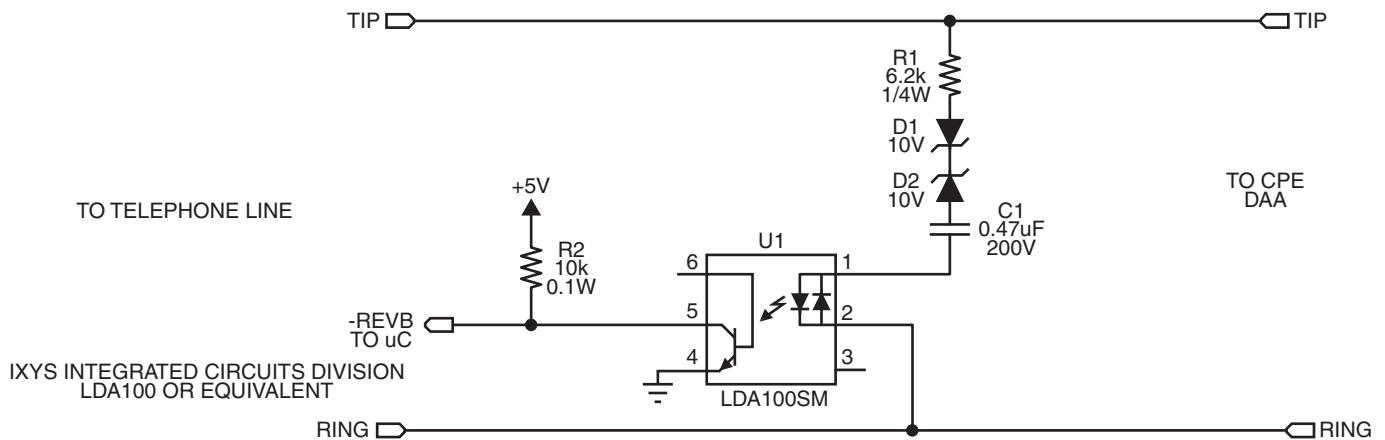 TIP
TIP
R1
6.2k
1/4W
D1
10V
D2
10V
C1
0.47uF
200V
TO CPE
DAA
TO TELEPHONE LINE
+5V
R2
10k
0.1W
U1
6
1
5
2
4
3
-REVB
TO uC
LDA100SM
IXYS INTEGRATED CIRCUITS DIVISION
LDA100 OR EQUIVALENT
RING
RING